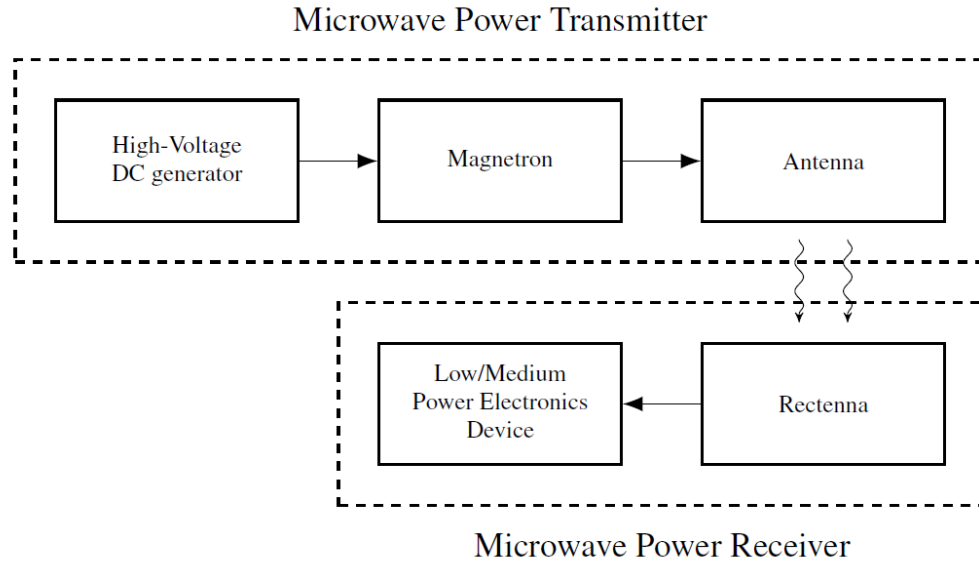 Microwave Power Transmitter
High-Voltage
DC generator
Magnetron
Antenna
Low/Medium
Power Electronics
Device
Rectenna
Microwave Power Receiver